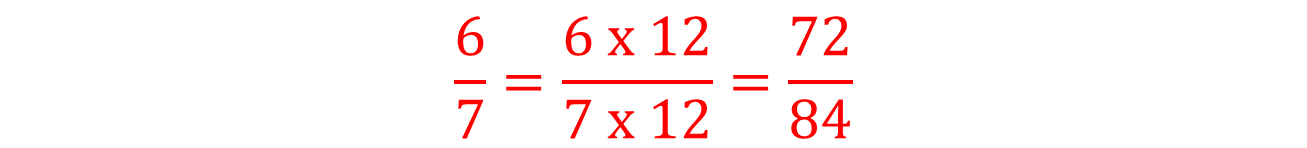 6/7 = 6 x 12/7 x 12 = 72/84